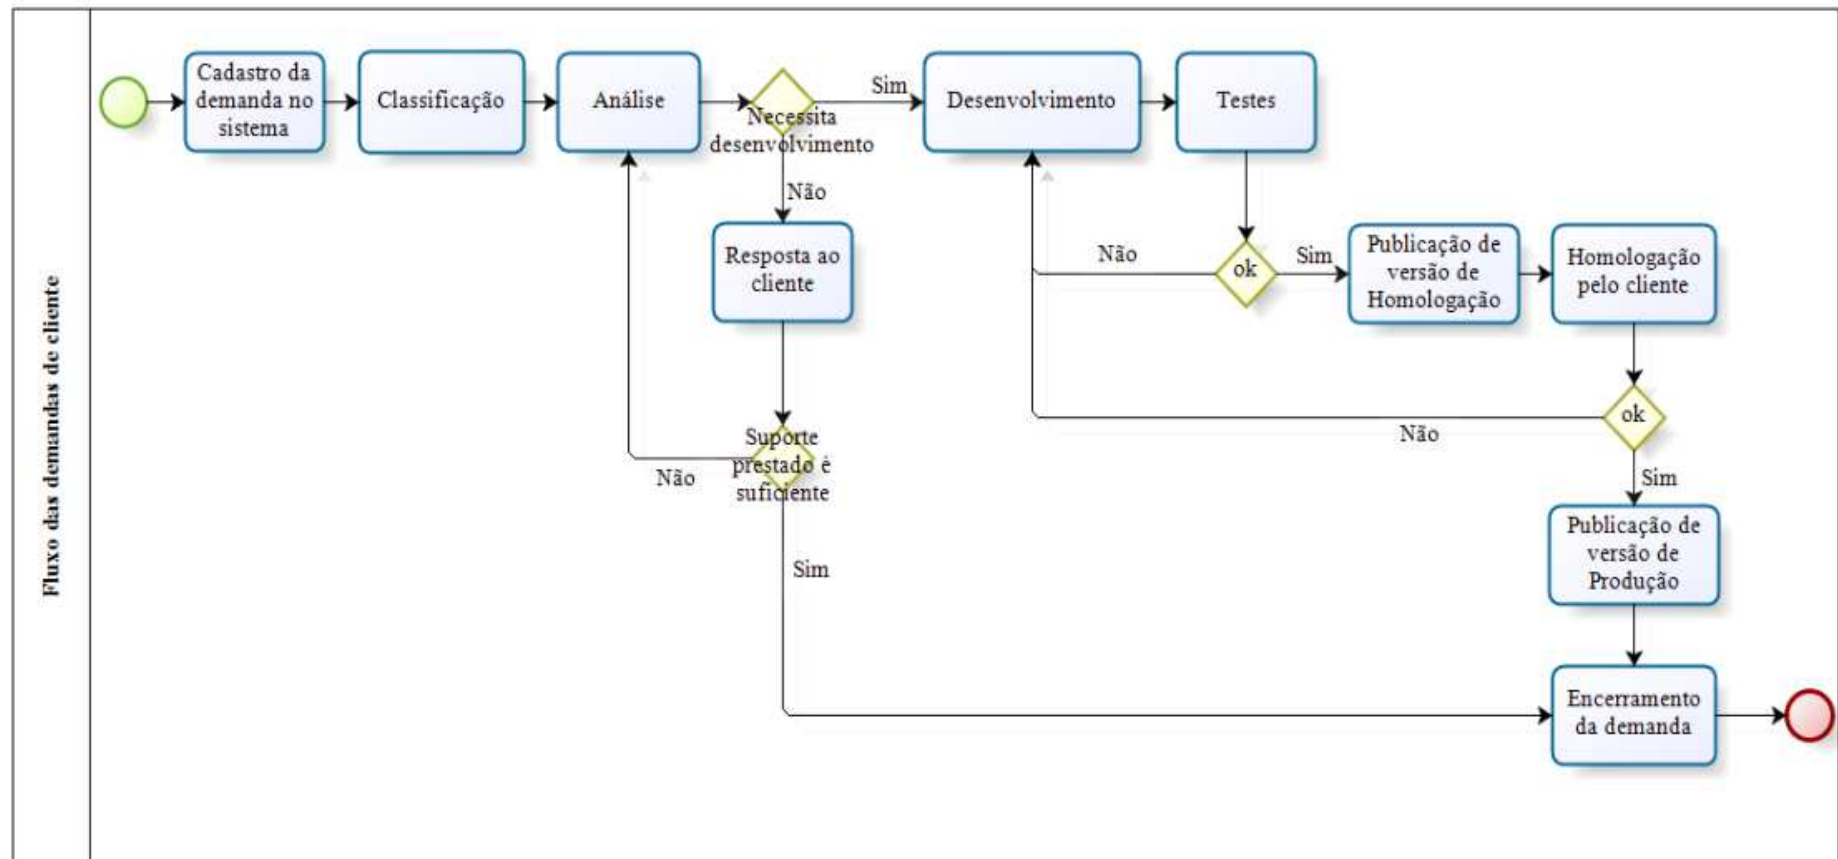 Fluxo das demandas de cliente
Cadastro da
demanda no
sistema
Classificação
Análise
Necessita
desenvolvimento
Sim
Desenvolvimento
Testes
Não
Resposta ao
cliente
Não
ok
Sim
Publicação de
versão de
Homologação
Homologação
pelo cliente
Suporte
prestado é
suficiente
Não
Sim
ok
Não
Sim
Publicação de
versão de
Produção
Encerramento
da demanda